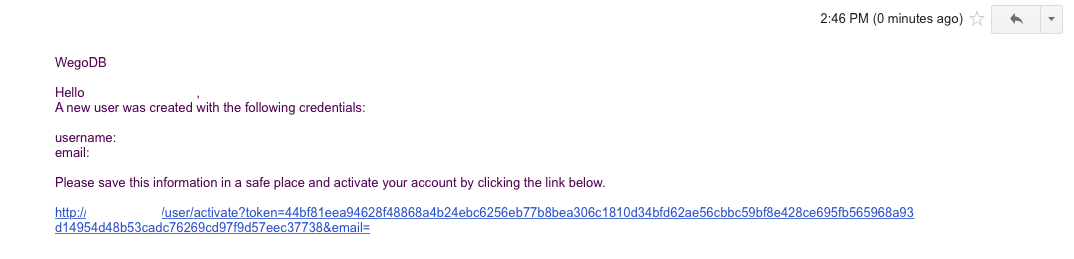 2:46 PM (0 minutes ago)
WegoDB
Hello ,
A new user was created with the following credentials:
username:
email:
Please save this information in a safe place and activate your account by clicking the link below.
http:// /user/activate?token=44bf81eea94628f48868a4b24ebc6256eb77b8bea306c1810d34bfd62ae56cbbc59bf8e428ce695fb565968a93
d14954d48b53cadc76269cd97f9d57eec37738&email=